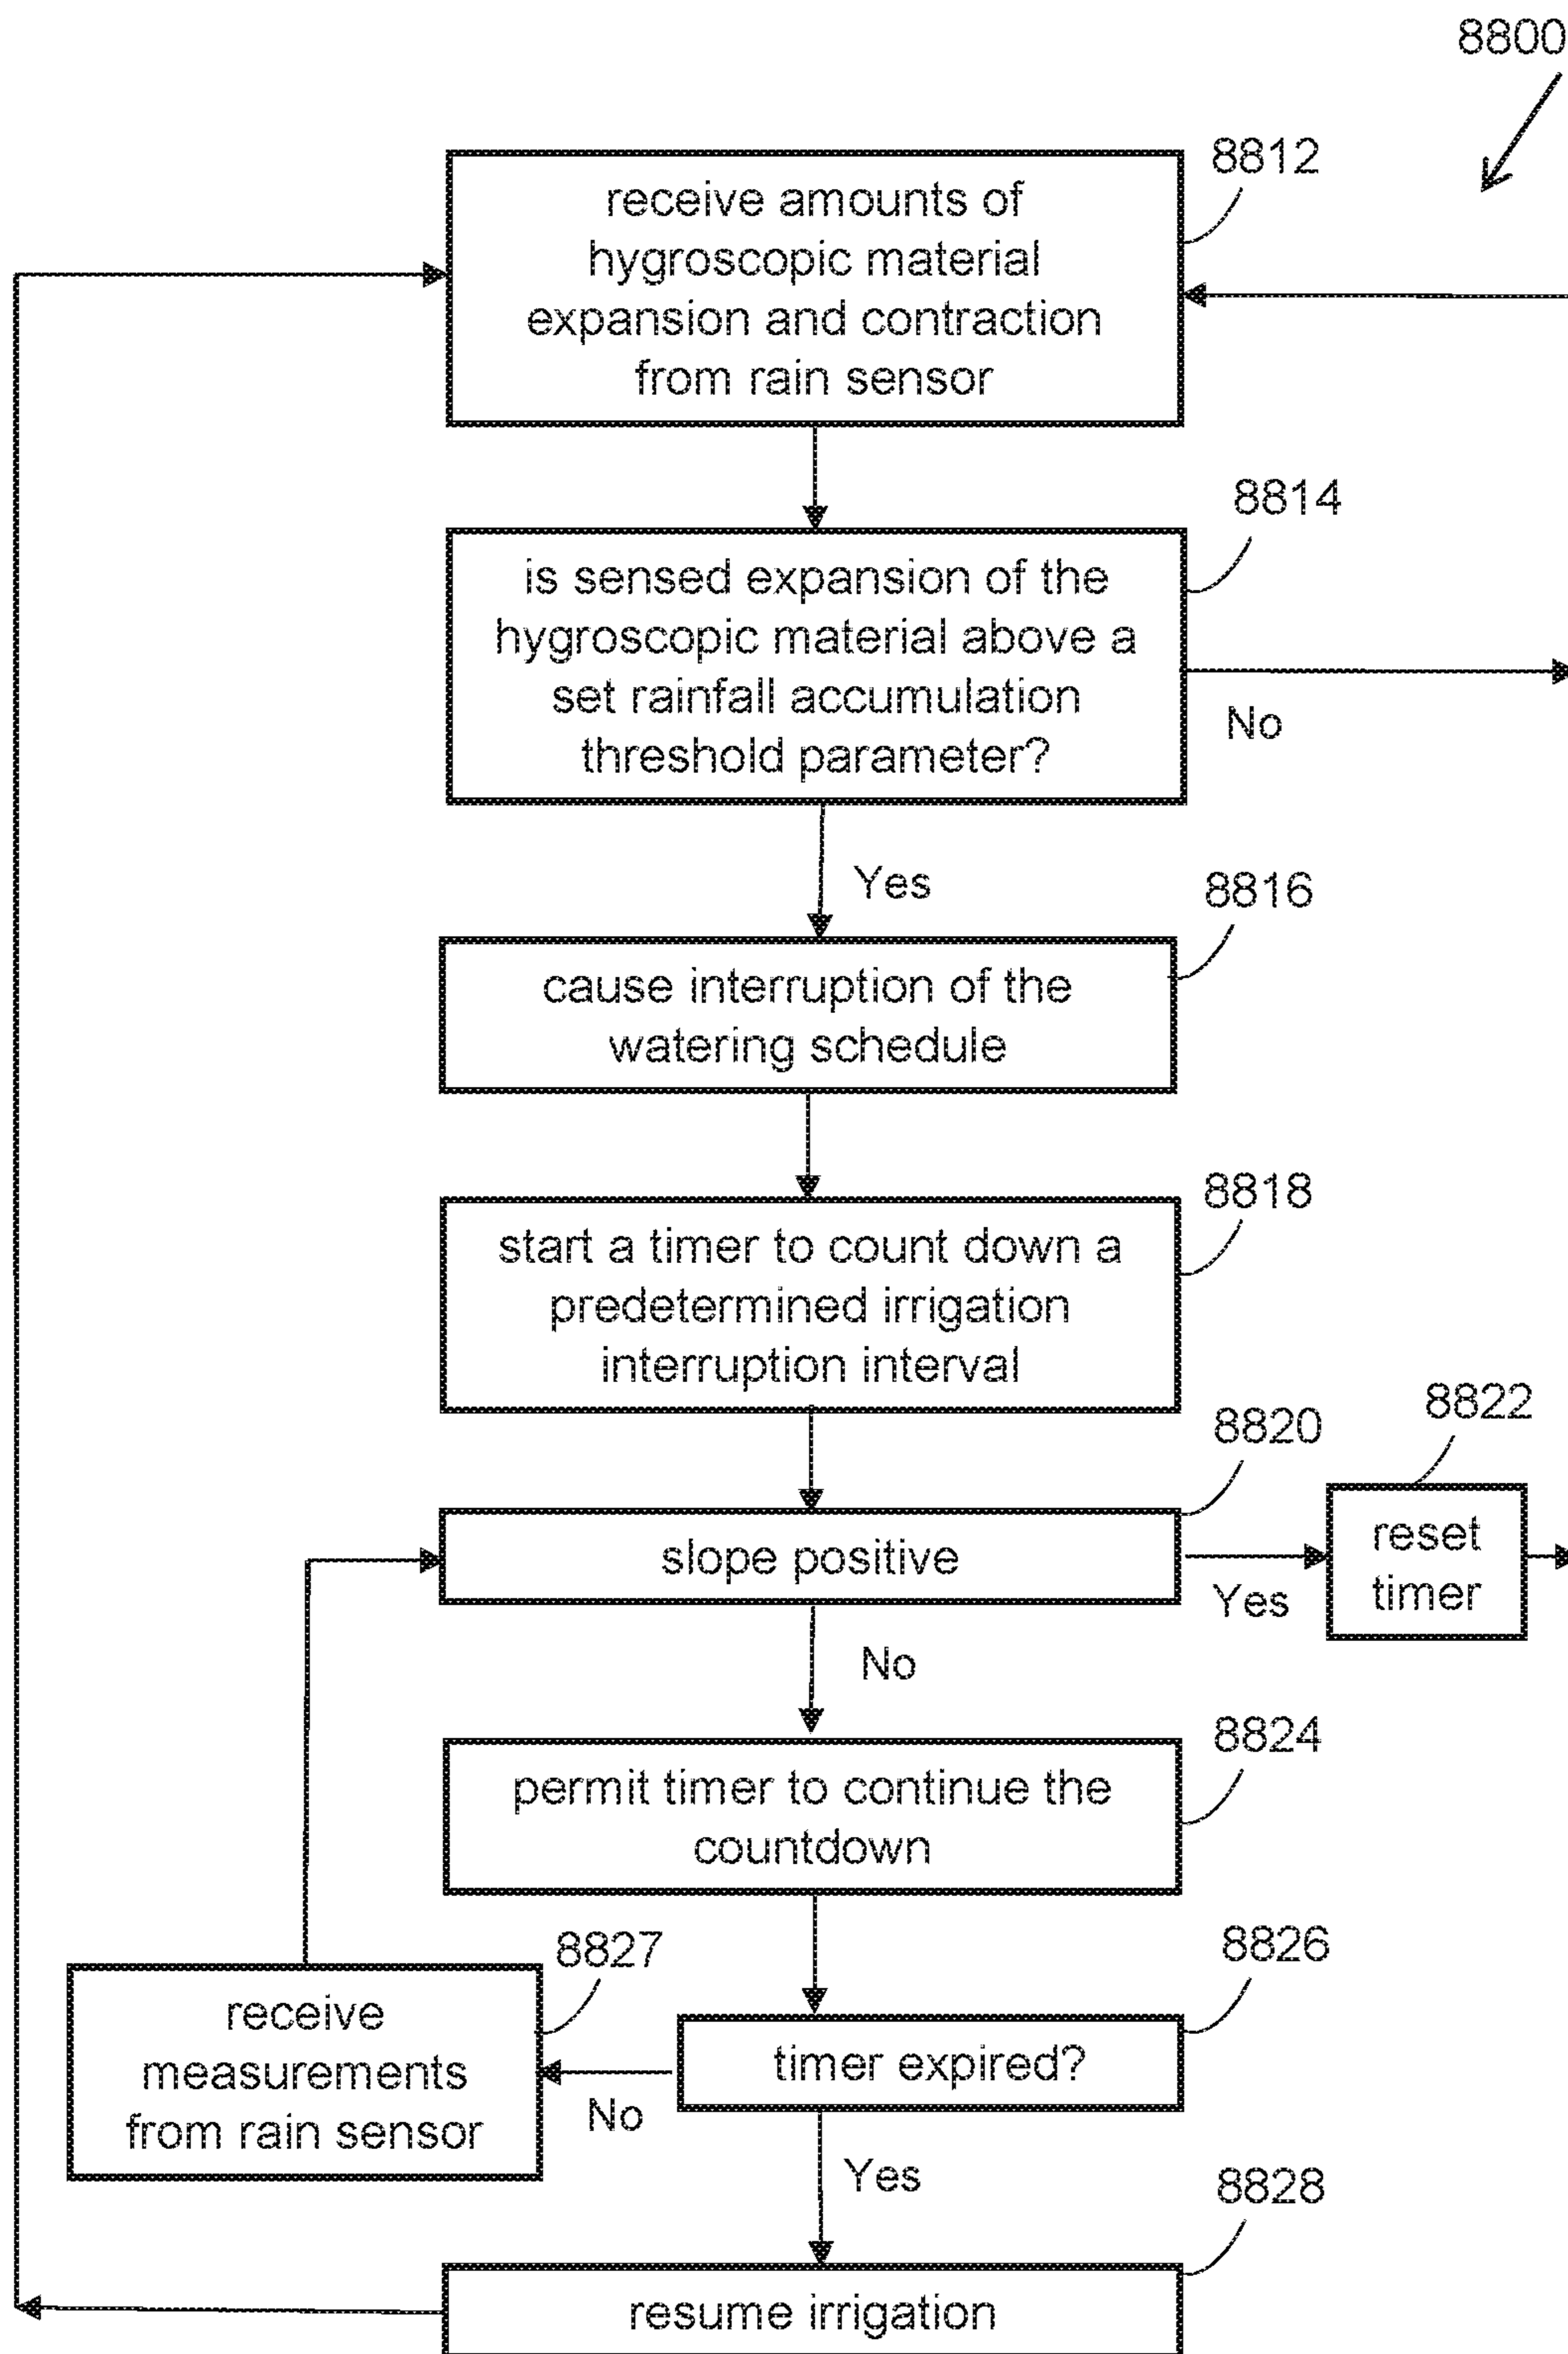 8800
8812
receive amounts of
hygroscopic material
expansion and contraction
from rain sensor
8814
is sensed expansion of the
hygroscopic material above a
set rainfall accumulation
threshold parameter?
No
Yes
8816
cause interruption of the
watering schedule
8818
start a timer to count down a
predetermined irrigation
interruption interval
8820
8822
slope positive
Yes
reset
timer
No
8824
permit timer to continue the
countdown
8827
8826
receive
measurements
from rain sensor
timer expired?
No
Yes
8828
resume irrigation